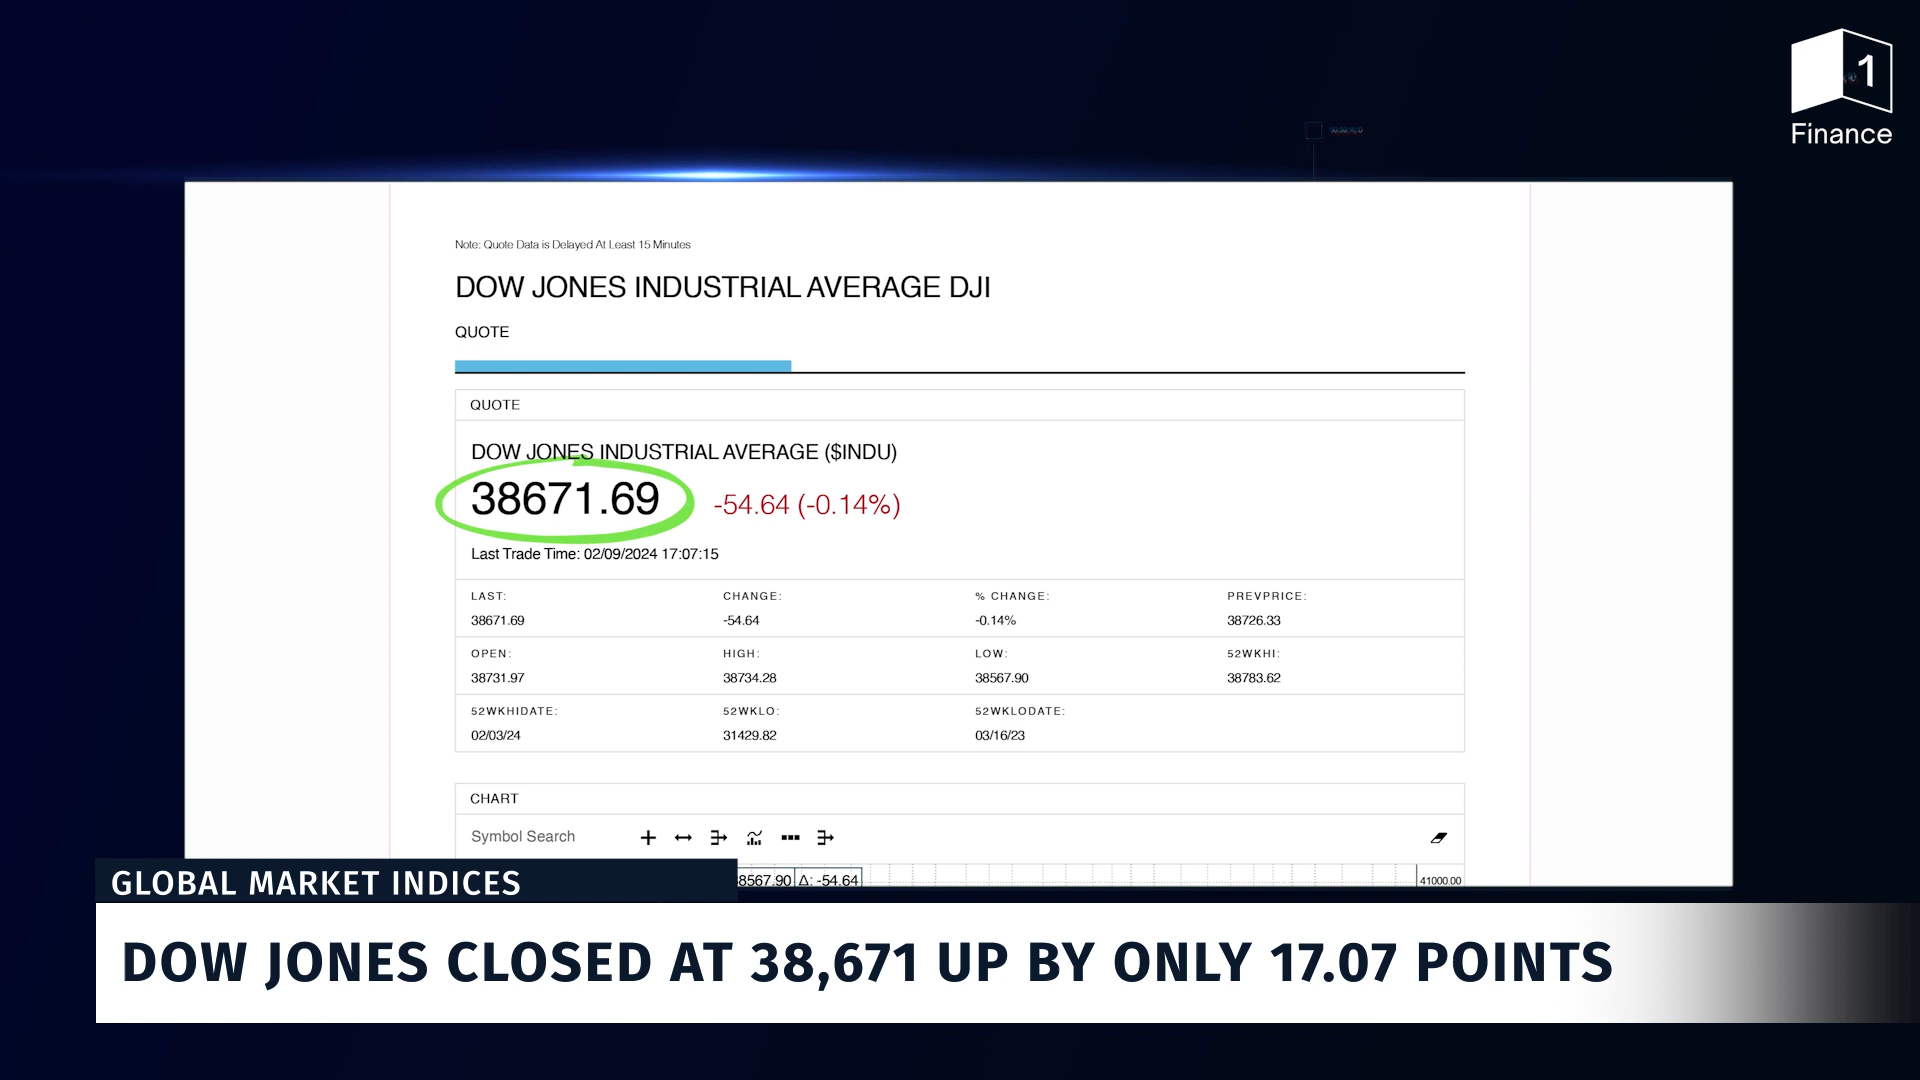 1
Finance
Note: Quote Data is Delayed At Least 15 Minutes
DOW JONES INDUSTRIAL AVERAGE DJI
QUOTE
QUOTE
DOW JONES INDUSTRIAL AVERAGE ($INDU)
38671.69 -54.64 (-0.14%)
Last Trade Time: 02/09/2024 17:07:15
LAST: CHANGE: % CHANGE: PREVPRICE:
38671.69 -54.64 -0.14% 38726.33
OPEN: HIGH: LOW: 52WKHI:
38731.97 38734.28 38567.90 38783.62
52WKHIDATE: 52WKLO: 52WKLODATE:
02/03/24 31429.82 03/16/23
CHART
Symbol Search
8567.90 Δ: -54.64 41000.00
GLOBAL MARKET INDICES
DOW JONES CLOSED AT 38,671 UP BY ONLY 17.07 POINTS